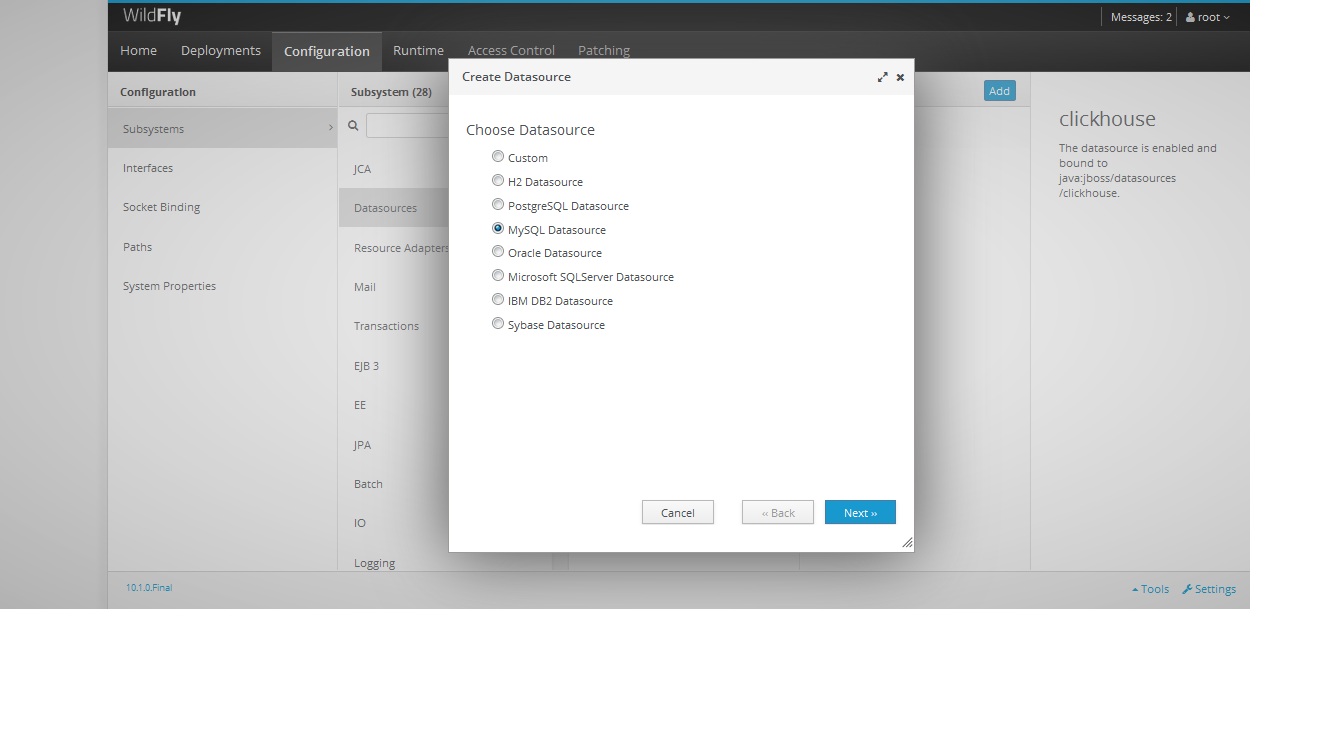 WildFly
Messages: 2
root
Home
Deployments
Configuration
Runtime
Access Control
Patching
Configuration
Subsystems
Interfaces
Socket Binding
Paths
System Properties
Subsystem (28)
JCA
Datasources
Resource Adapters
Mail
Transactions
EJB 3
EE
JPA
Batch
IO
Logging
Create Datasource
Choose Datasource
Custom
H2 Datasource
PostgreSQL Datasource
MySQL Datasource
Oracle Datasource
Microsoft SQLServer Datasource
IBM DB2 Datasource
Sybase Datasource
Cancel
‹‹ Back
Next ››
Add
clickhouse
The datasource is enabled and
bound to
java:jboss/datasources
/clickhouse.
10.1.0.Final
Tools
Settings